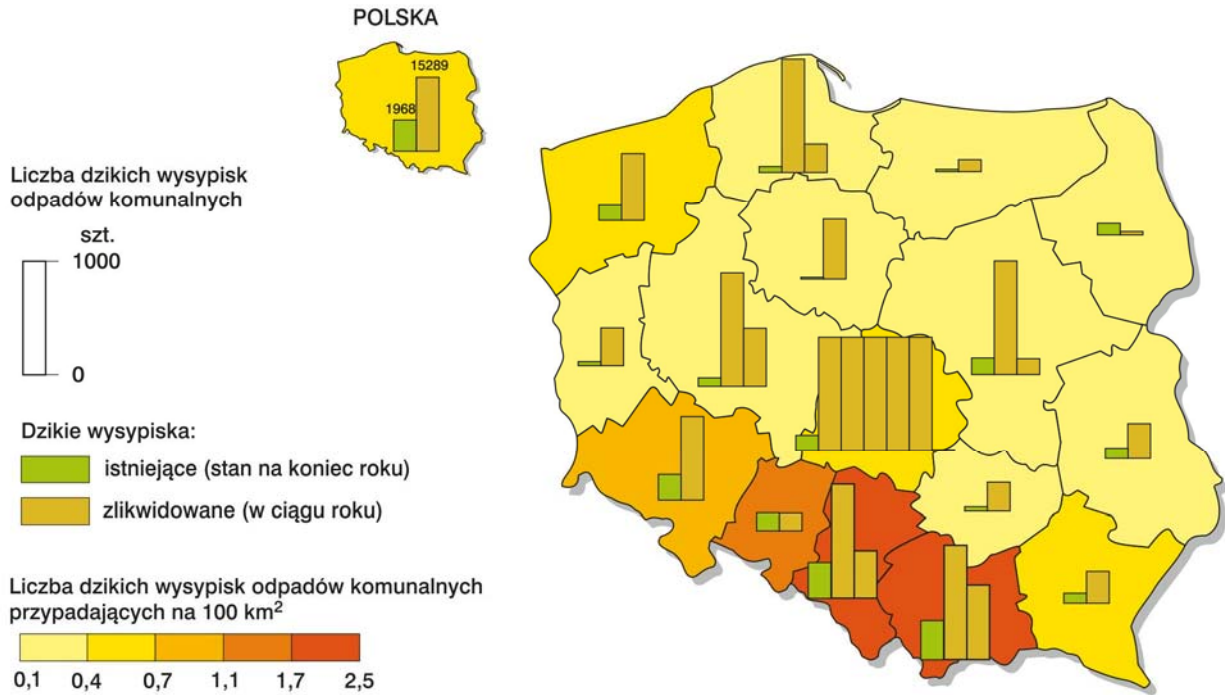 POLSKA
15289
1968
Liczba dzikich wysypisk
odpadów komunalnych
szt.
1000
0
Dzikie wysypiska:
istniejące (stan na koniec roku)
zlikwidowane (w ciągu roku)
Liczba dzikich wysypisk odpadów komunalnych
przypadających na 100 km²
0,1 0,4 0,7 1,1 1,7 2,5